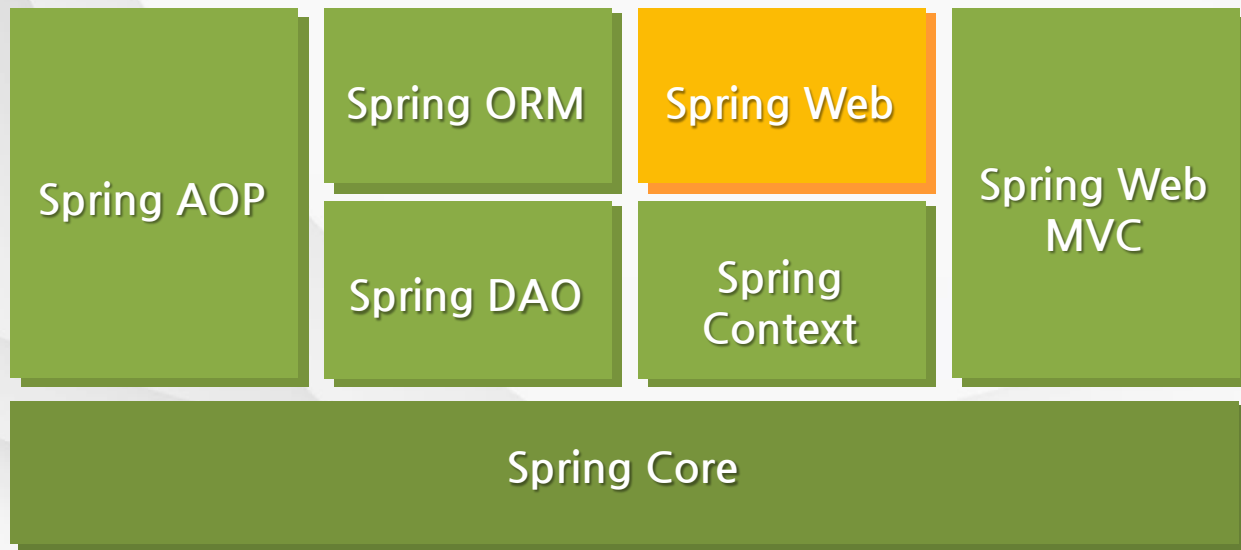 Spring AOP
Spring ORM
Spring DAO
Spring Web
Spring
Context
Spring Web
MVC
Spring Core